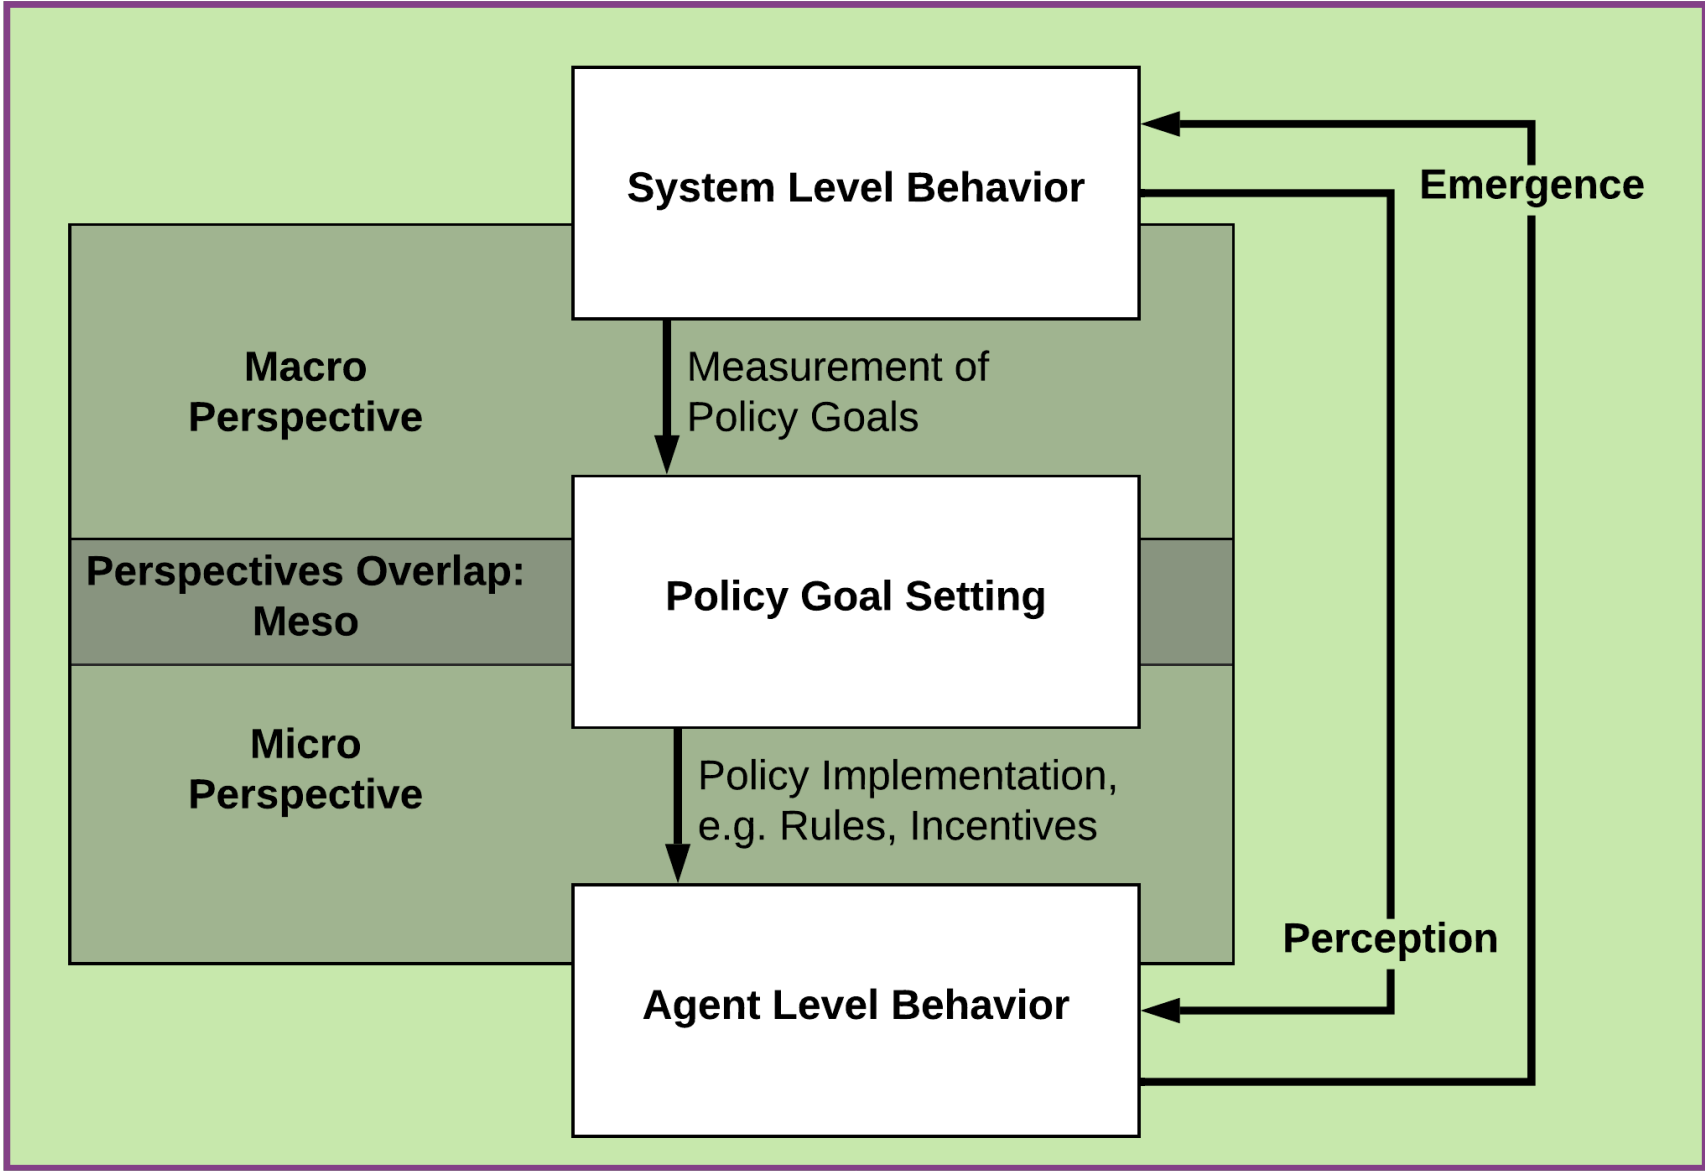 System Level Behavior
Emergence
Macro
Perspective
Measurement of
Policy Goals
Perspectives Overlap:
Meso
Policy Goal Setting
Micro
Perspective
Policy Implementation,
e.g. Rules, Incentives
Perception
Agent Level Behavior